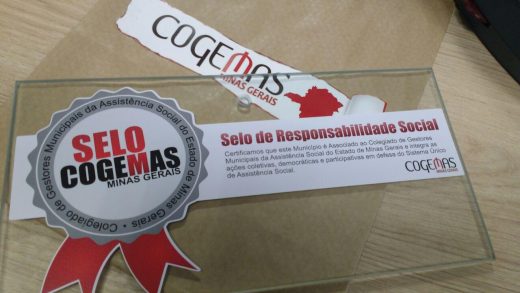 COGEMAS
MINAS GERAIS
Colegiado de Gestores Municipais da Assistência Social do Estado de Minas Gerais •
SELO
COGEMAS
MINAS GERAIS
Selo de Responsabilidade Social
Certificamos que este Município é Associado ao Colegiado de Gestores
Municipais da Assistência Social do Estado de Minas Gerais e integra as
ações coletivas, democráticas e participativas em defesa do Sistema Único
de Assistência Social.
COGEMAS
MINAS GERAIS